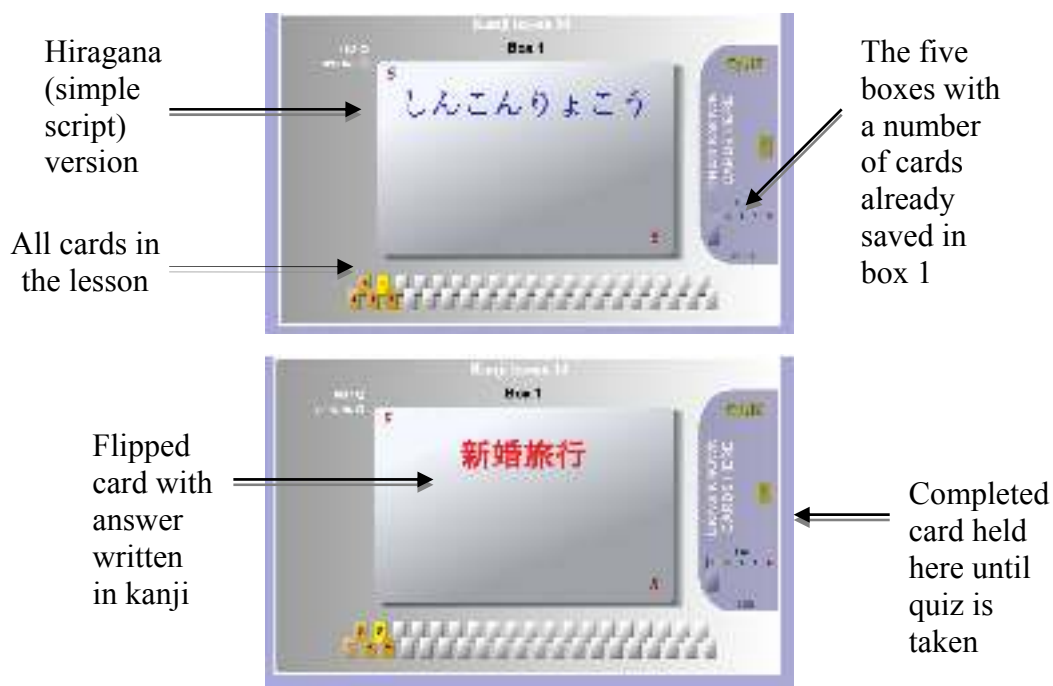 Hiragana
(simple
script)
version
All cards in
the lesson
Box 1
しんこんりょこう
The five
boxes with
a number
of cards
already
saved in
box 1
Flipped
card with
answer
written
in kanji
Box 1
新婚旅行
Completed
card held
here until
quiz is
taken